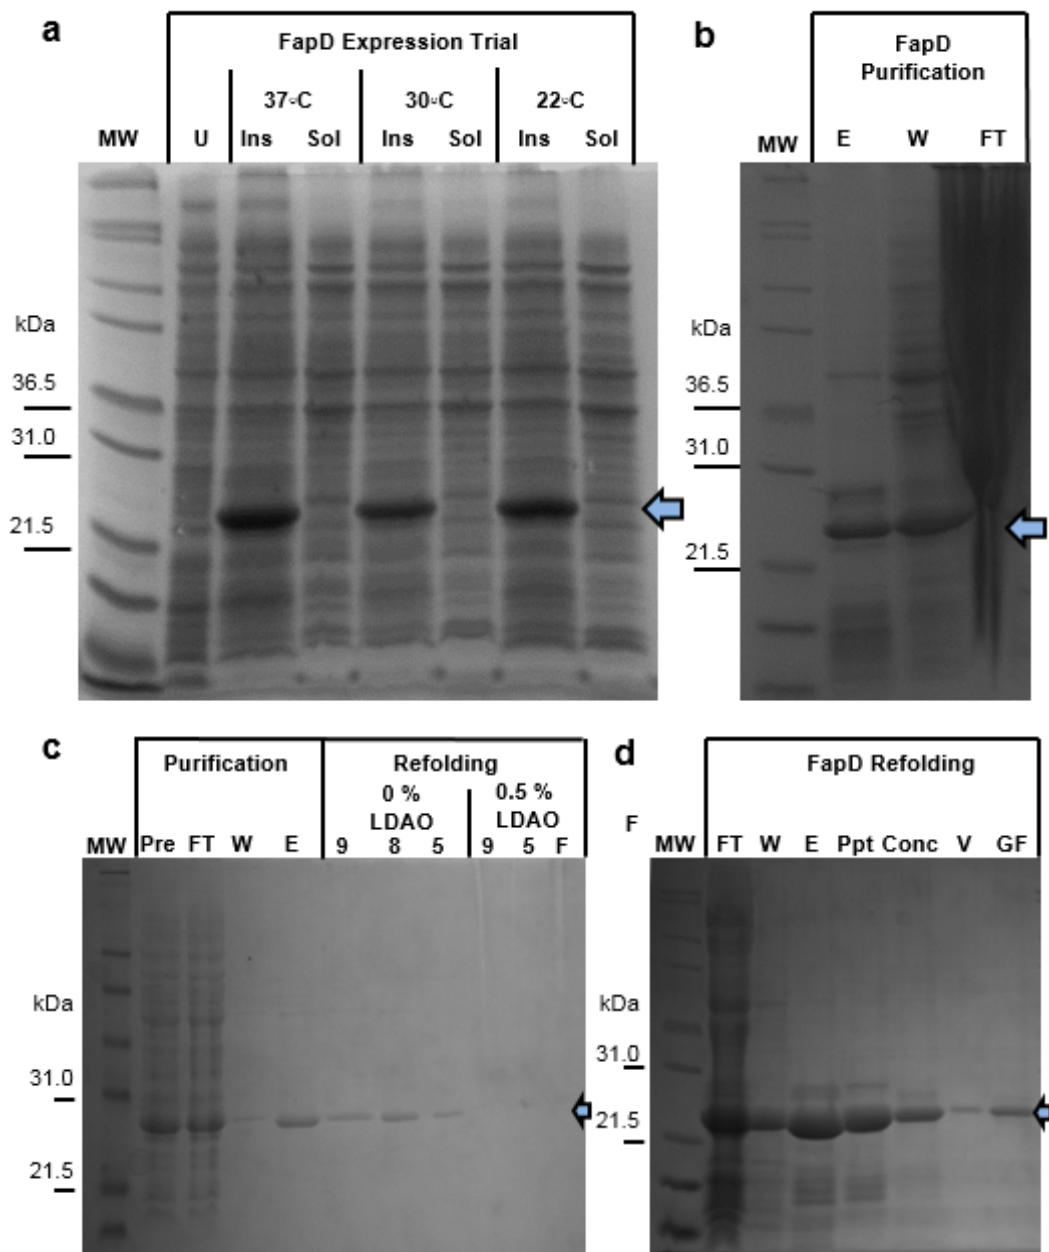 a
FapD Expression Trial
37◦C 30◦C 22◦C
MW U Ins Sol Ins Sol Ins Sol
kDa
36.5
31.0
21.5
b
FapD
Purification
MW E W FT
kDa
36.5
31.0
21.5
c
Purification Refolding
0 % 0.5 %
LDAO LDAO
MW Pre FT W E 9 8 5 9 5 F
kDa
31.0
21.5
d
FapD Refolding
F
MW FT W E Ppt Conc V GF
kDa
31.0
21.5